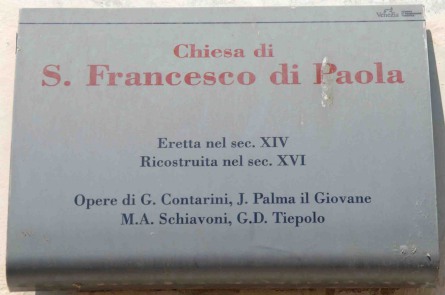 Chiesa di
S. Francesco di Paola
Eretta nel sec. XIV
Ricostruita nel sec. XVI
Opere di G. Contarini, J. Palma il Giovane
M.A. Schiavoni, G.D. Tiepolo